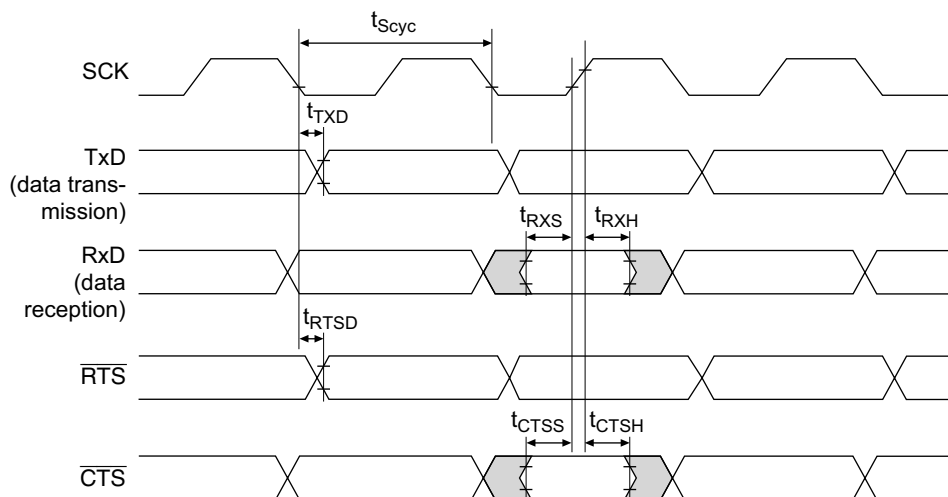 tScyc
SCK
tTXD
TxD
(data trans-
mission)
tRXS
tRXH
RxD
(data
reception)
tRTSD
RTS
tCTSS
tCTSH
CTS